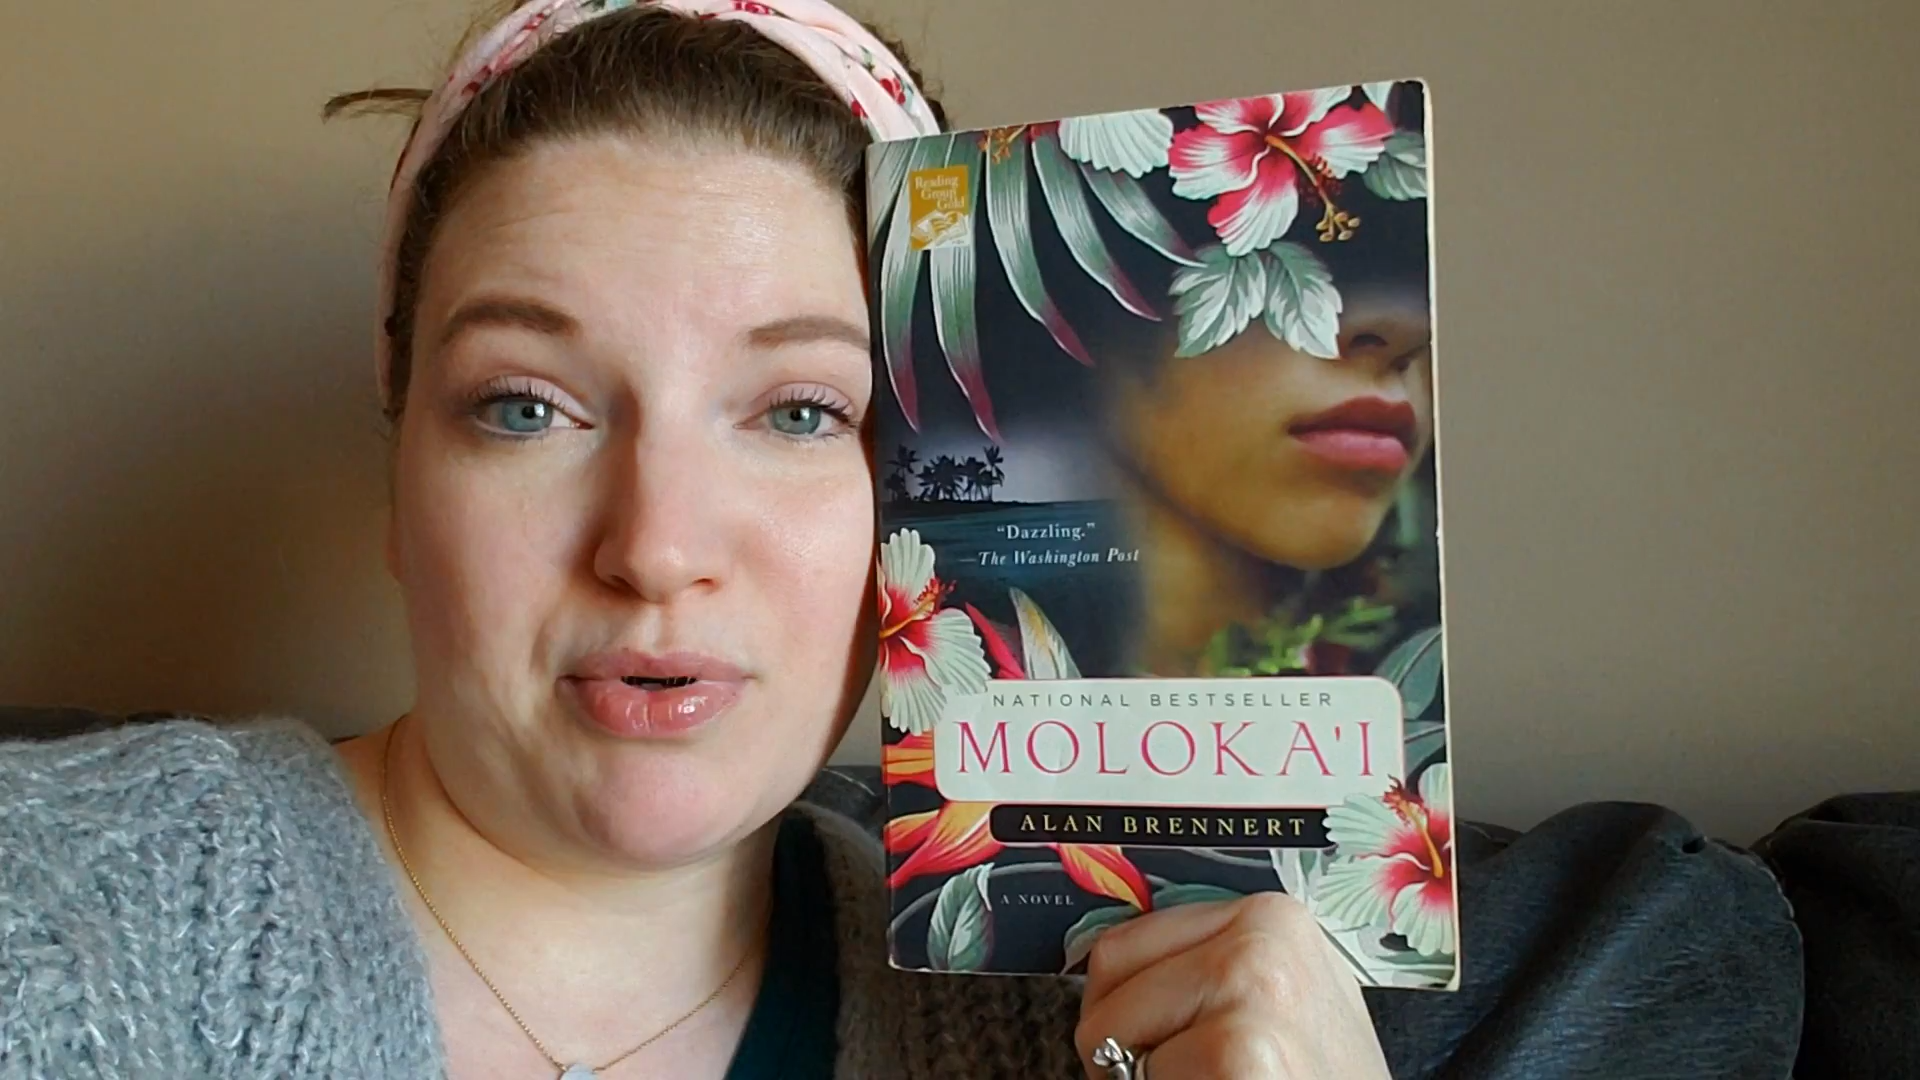 Reading
Group
Gold
“Dazzling.”
—The Washington Post
NATIONAL BESTSELLER
MOLOKA'I
ALAN BRENNERT
A NOVEL